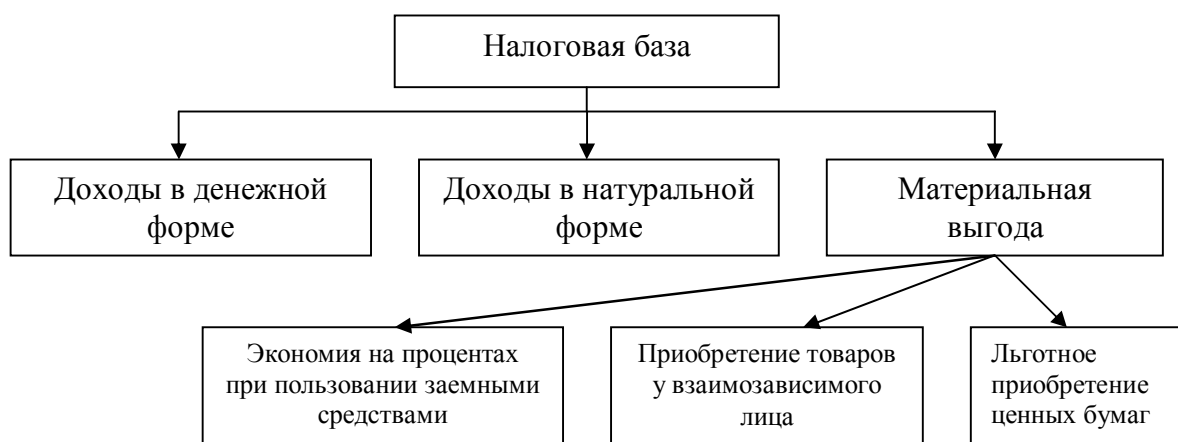 Налоговая база
Доходы в денежной
форме
Доходы в натуральной
форме
Материальная
выгода
Экономия на процентах
при пользовании заемными
средствами
Приобретение товаров
у взаимозависимого
лица
Льготное
приобретение
ценных бумаг